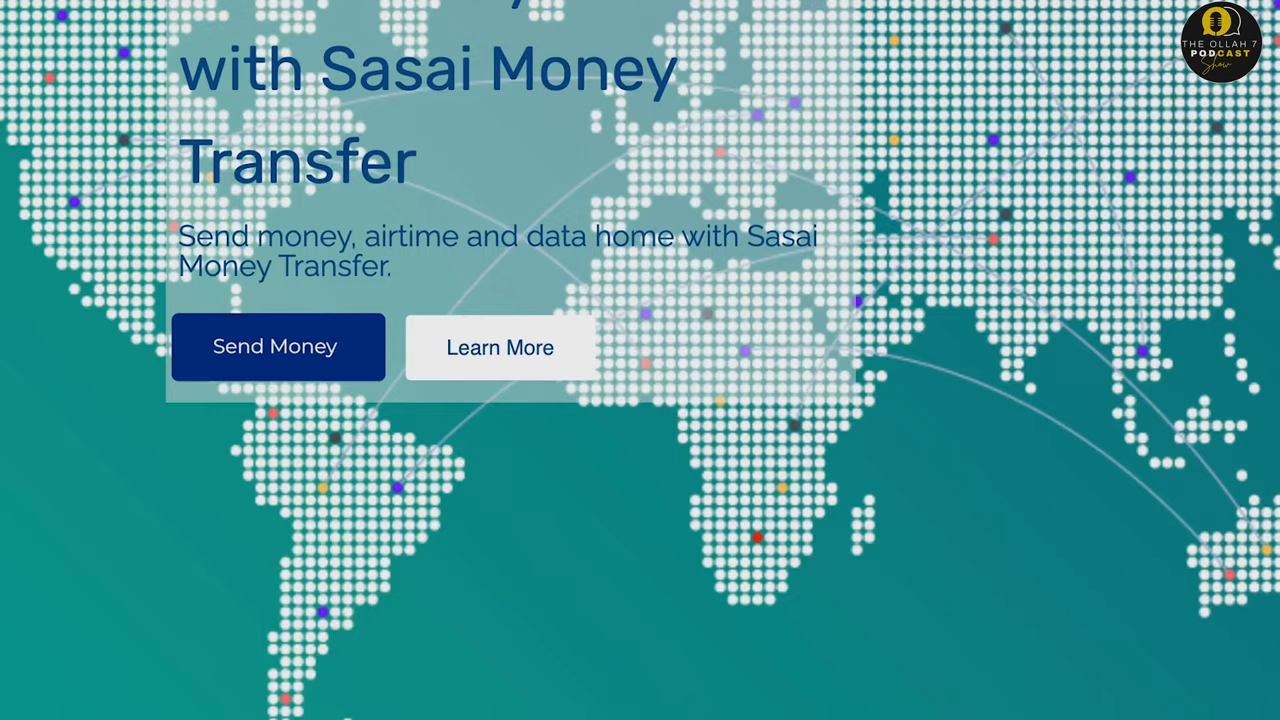 with Sasai Money
Transfer
Send money, airtime and data home with Sasai
Money Transfer.
Send Money
Learn More
THE OLLAH 7
PODCAST
Show